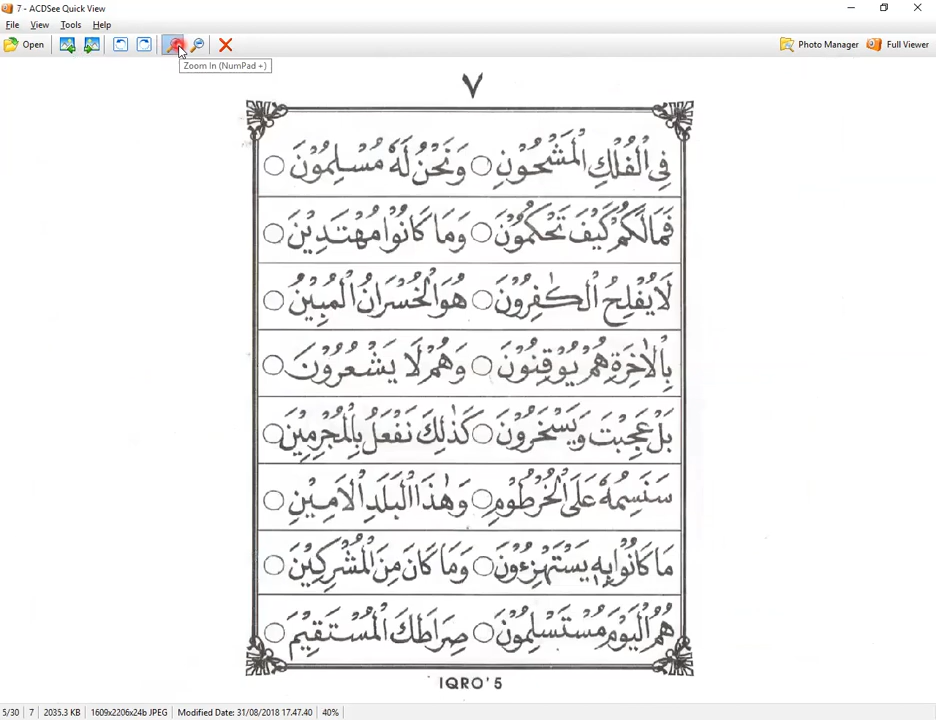 7 - ACDSee Quick View
File View Tools Help
Open Photo Manager Full Viewer
Zoom In (NumPad +)
٧
فِى الْفُلْكِ الْمَشْحُوْنِ ○ وَنَحْنُ لَهٗ مُسْلِمُوْنَ ○
فَمَالَكُمْ كَيْفَ تَحْكُمُوْنَ ○ وَمَا كَانُوْا مُهْتَدِيْنَ ○
لَا يُفْلِحُ الْكٰفِرُوْنَ ○ هُوَ الْخُسْرَانُ الْمُبِيْنُ ○
بِالْاٰخِرَةِ هُمْ يُوْقِنُوْنَ ○ وَهُمْ لَا يَشْعُرُوْنَ ○
بَلْ عَجِبْتَ وَيَسْخَرُوْنَ ○ كَذٰلِكَ نَفْعَلُ بِالْمُجْرِمِيْنَ ○
سَنَسِمُهٗ عَلَى الْخُرْطُوْمِ ○ وَهٰذَا الْبَلَدِ الْاَمِيْنِ ○
مَا كَانُوْا بِهٖ يَسْتَهْزِءُوْنَ ○ وَمَا كَانَ مِنَ الْمُشْرِكِيْنَ ○
هُمُ الْيَوْمَ مُسْتَسْلِمُوْنَ ○ صِرَاطَكَ الْمُسْتَقِيْمَ ○
IQRO' 5
5/30 7 2035.3 KB 1609x2206x24b JPEG Modified Date: 31/08/2018 17.47.40 40%